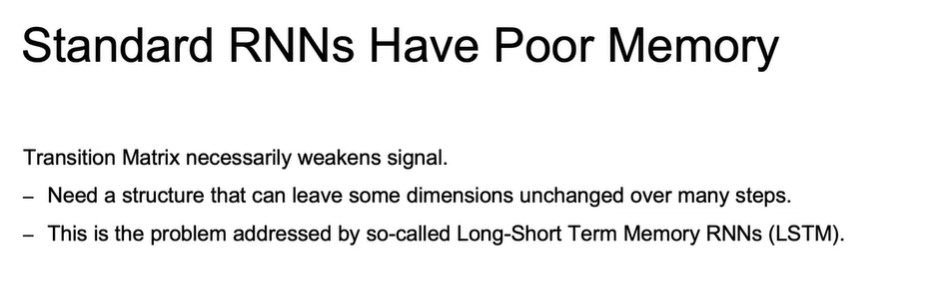 Standard RNNs Have Poor Memory
Transition Matrix necessarily weakens signal.
– Need a structure that can leave some dimensions unchanged over many steps.
– This is the problem addressed by so-called Long-Short Term Memory RNNs (LSTM).